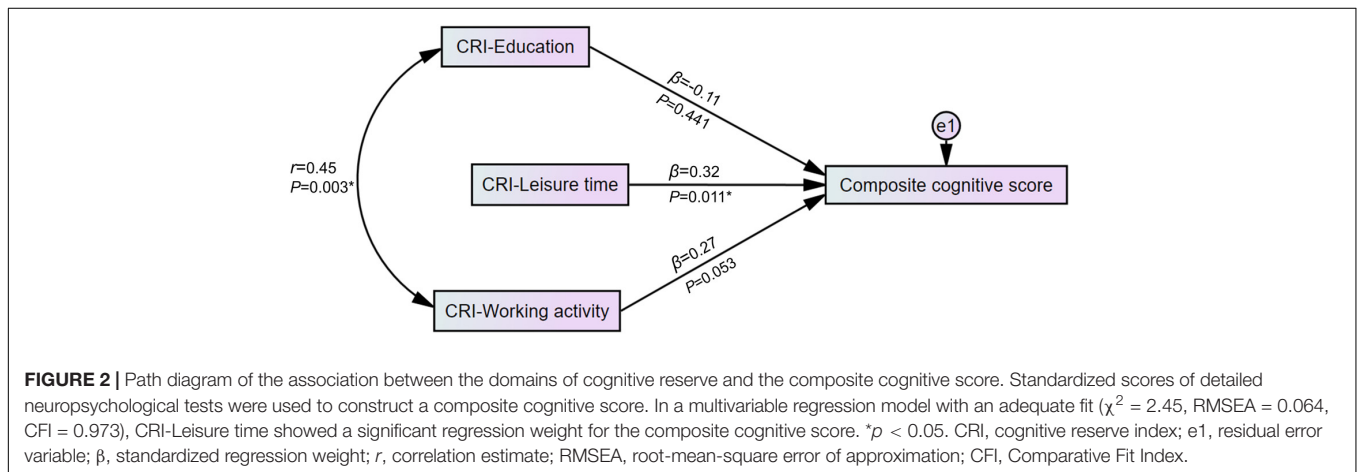 CRI-Education
β=-0.11
P=0.441
e1
r=0.45
P=0.003*
CRI-Leisure time
β=0.32
P=0.011*
Composite cognitive score
β=0.27
P=0.053
CRI-Working activity
FIGURE 2 | Path diagram of the association between the domains of cognitive reserve and the composite cognitive score. Standardized scores of detailed
neuropsychological tests were used to construct a composite cognitive score. In a multivariable regression model with an adequate fit (χ² = 2.45, RMSEA = 0.064,
CFI = 0.973), CRI-Leisure time showed a significant regression weight for the composite cognitive score. *p < 0.05. CRI, cognitive reserve index; e1, residual error
variable; β, standardized regression weight; r, correlation estimate; RMSEA, root-mean-square error of approximation; CFI, Comparative Fit Index.